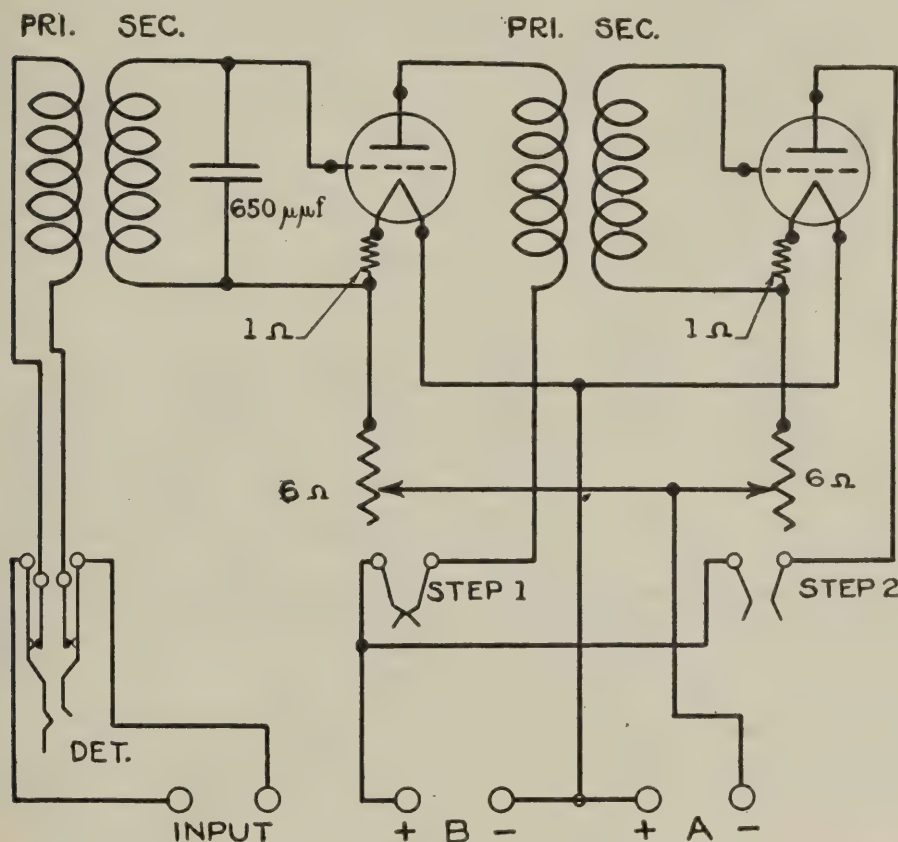 PRI. SEC. PRI. SEC.
650 μμf
1 Ω 1 Ω
6 Ω 6 Ω
STEP 1 STEP 2
DET.
INPUT + B - + A -